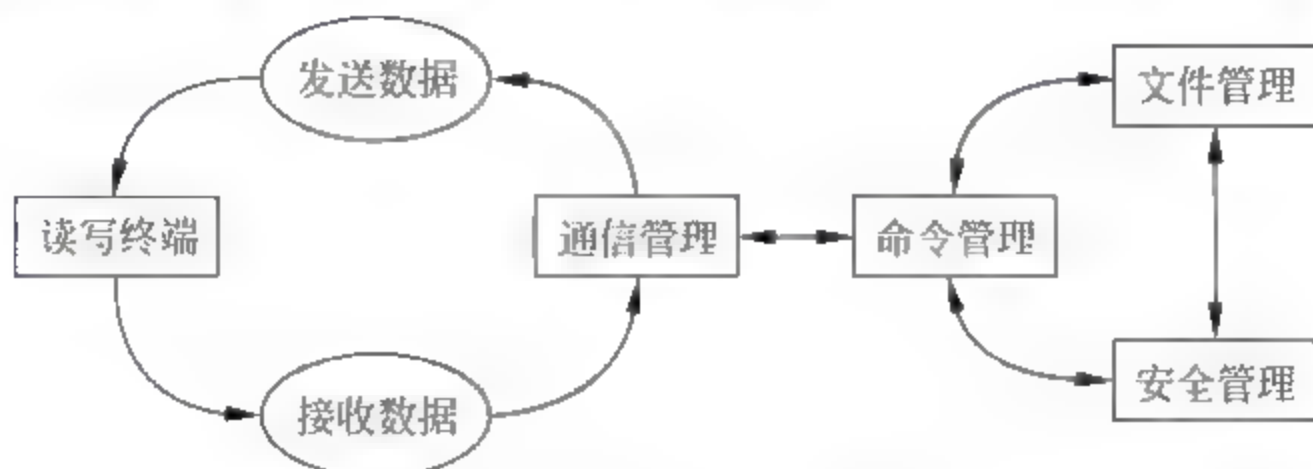 发送数据
文件管理
读写终端
通信管理
命令管理
安全管理
接收数据